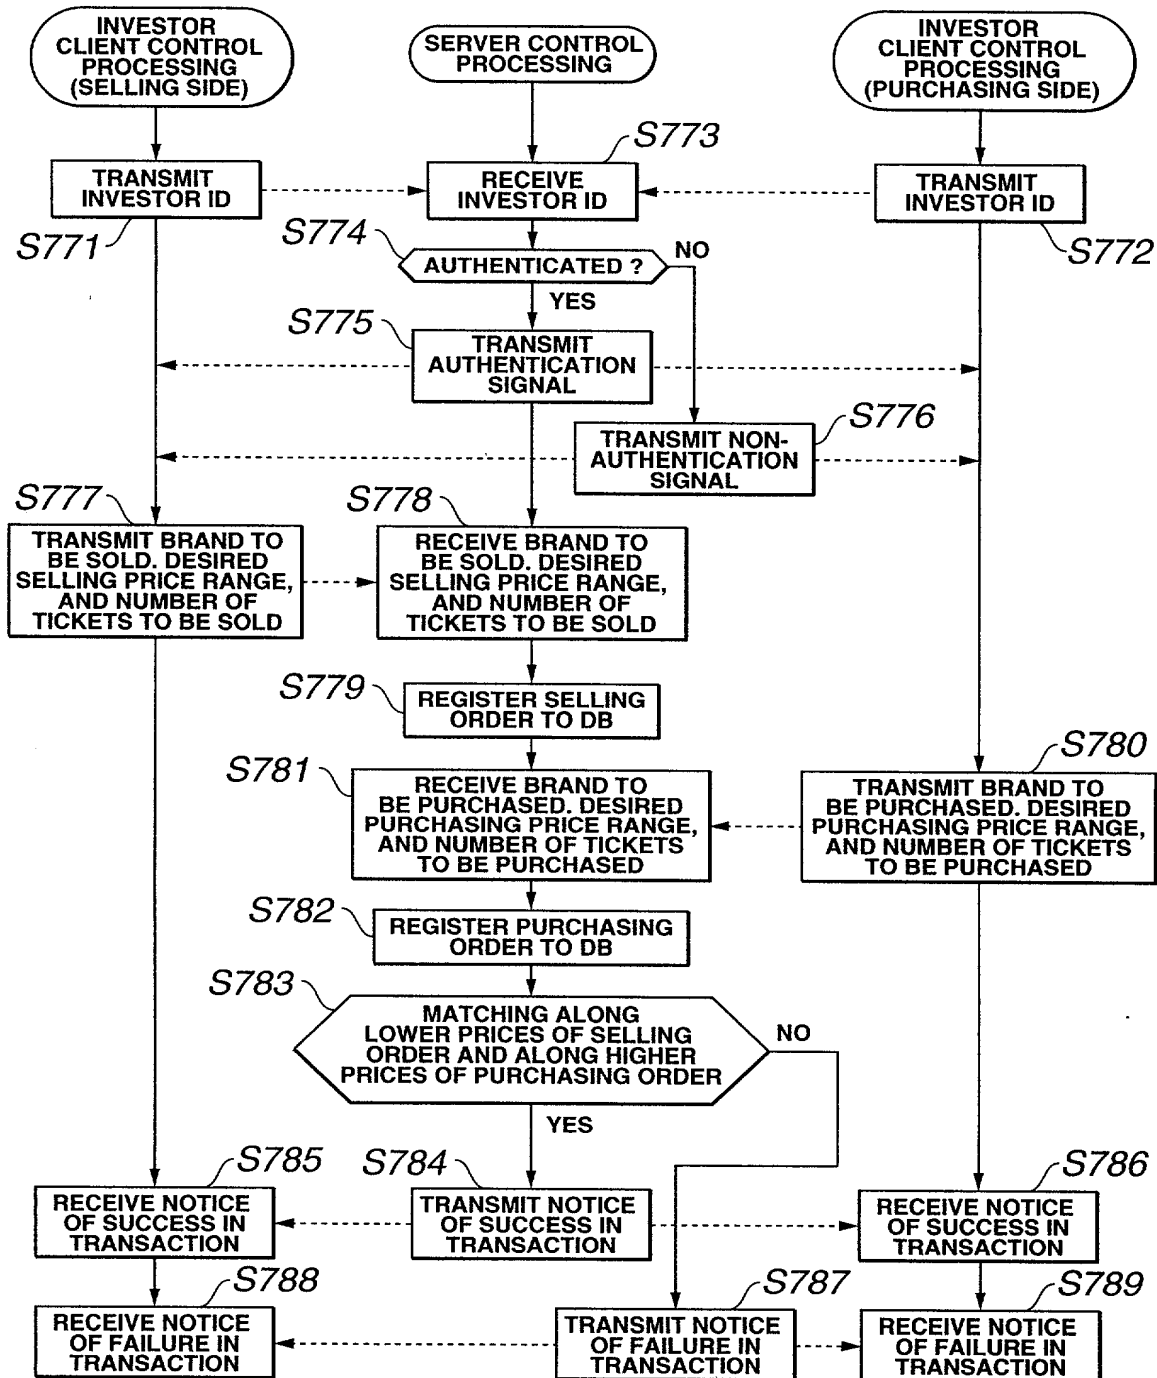 INVESTOR
CLIENT CONTROL
PROCESSING
(SELLING SIDE)
SERVER CONTROL
PROCESSING
INVESTOR
CLIENT CONTROL
PROCESSING
(PURCHASING SIDE)
S773
TRANSMIT
INVESTOR ID
RECEIVE
INVESTOR ID
TRANSMIT
INVESTOR ID
S771
S774
S772
AUTHENTICATED ?
NO
YES
S775
TRANSMIT
AUTHENTICATION
SIGNAL
S776
TRANSMIT NON-
AUTHENTICATION
SIGNAL
S777
S778
TRANSMIT BRAND TO
BE SOLD. DESIRED
SELLING PRICE RANGE,
AND NUMBER OF
TICKETS TO BE SOLD
RECEIVE BRAND TO
BE SOLD. DESIRED
SELLING PRICE RANGE,
AND NUMBER OF
TICKETS TO BE SOLD
S779
REGISTER SELLING
ORDER TO DB
S781
S780
RECEIVE BRAND TO
BE PURCHASED. DESIRED
PURCHASING PRICE RANGE,
AND NUMBER OF TICKETS
TO BE PURCHASED
TRANSMIT BRAND TO
BE PURCHASED. DESIRED
PURCHASING PRICE RANGE,
AND NUMBER OF TICKETS
TO BE PURCHASED
S782
REGISTER PURCHASING
ORDER TO DB
S783
MATCHING ALONG
LOWER PRICES OF SELLING
ORDER AND ALONG HIGHER
PRICES OF PURCHASING ORDER
NO
YES
S785
S784
S786
RECEIVE NOTICE
OF SUCCESS IN
TRANSACTION
TRANSMIT NOTICE
OF SUCCESS IN
TRANSACTION
RECEIVE NOTICE
OF SUCCESS IN
TRANSACTION
S788
S787
S789
RECEIVE NOTICE
OF FAILURE IN
TRANSACTION
TRANSMIT NOTICE
OF FAILURE IN
TRANSACTION
RECEIVE NOTICE
OF FAILURE IN
TRANSACTION